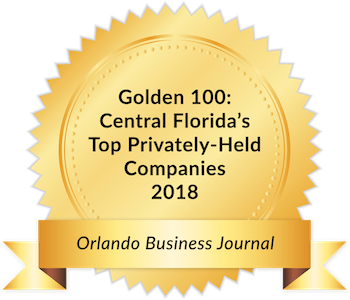 Golden 100:
Central Florida’s
Top Privately-Held
Companies
2018
Orlando Business Journal